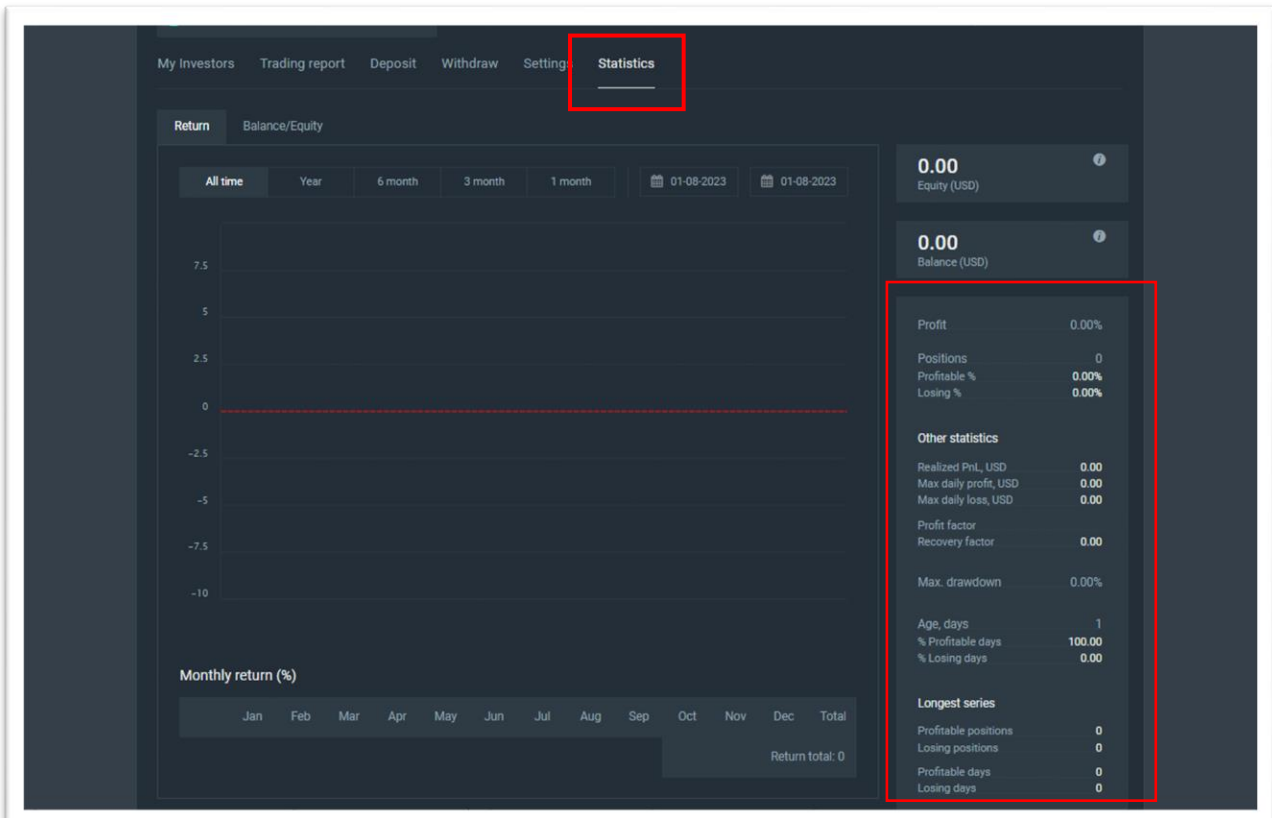 My Investors Trading report Deposit Withdraw Settings Statistics
Return Balance/Equity
All time Year 6 month 3 month 1 month 01-08-2023 01-08-2023
7.5
5
2.5
0
−2.5
−5
−7.5
−10
Monthly return (%)
Jan Feb Mar Apr May Jun Jul Aug Sep Oct Nov Dec Total
Return total: 0
0.00
Equity (USD)
0.00
Balance (USD)
Profit 0.00%
Positions 0
Profitable % 0.00%
Losing % 0.00%
Other statistics
Realized PnL, USD 0.00
Max daily profit, USD 0.00
Max daily loss, USD 0.00
Profit factor
Recovery factor 0.00
Max. drawdown 0.00%
Age, days 1
% Profitable days 100.00
% Losing days 0.00
Longest series
Profitable positions 0
Losing positions 0
Profitable days 0
Losing days 0